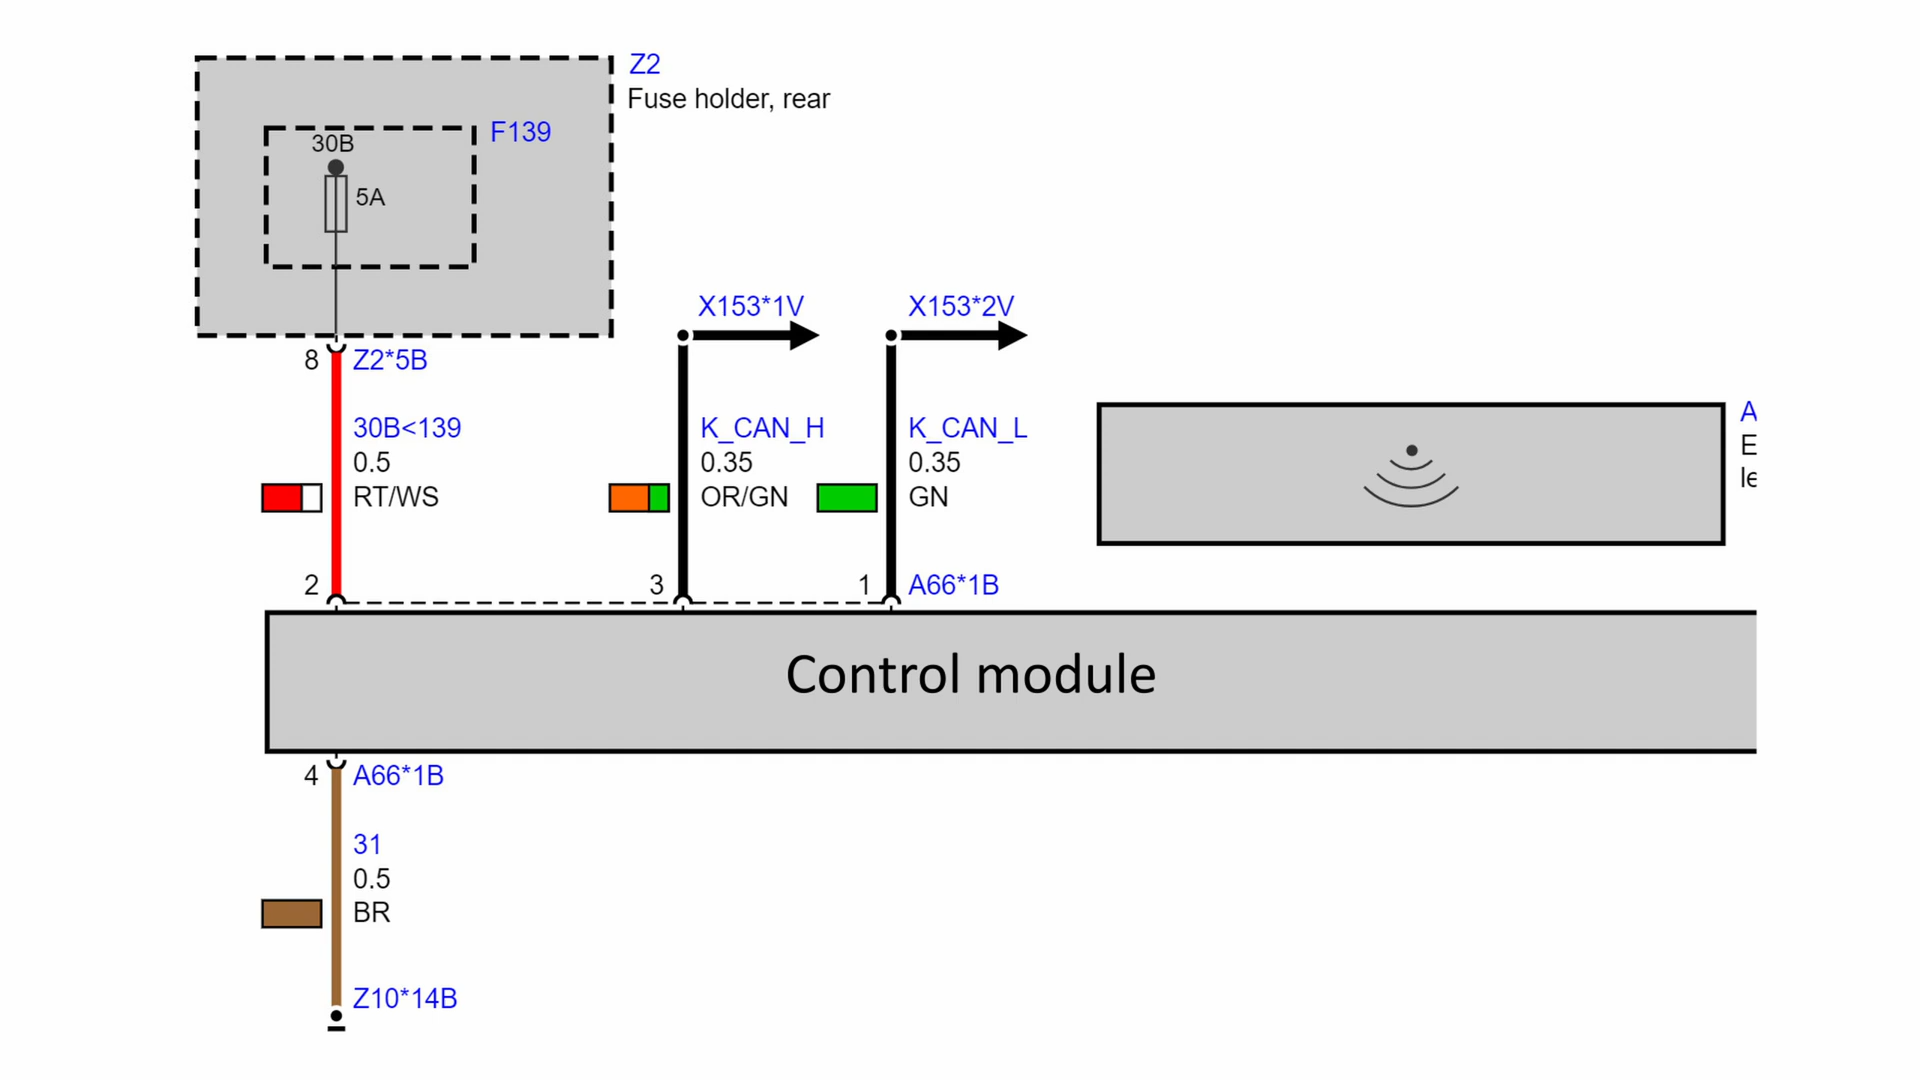 Z2
Fuse holder, rear
F139
30B
5A
X153*1V
X153*2V
8
Z2*5B
30B<139
0.5
RT/WS
K_CAN_H
0.35
OR/GN
K_CAN_L
0.35
GN
A
E
le
2
3
1
A66*1B
Control module
4
A66*1B
31
0.5
BR
Z10*14B